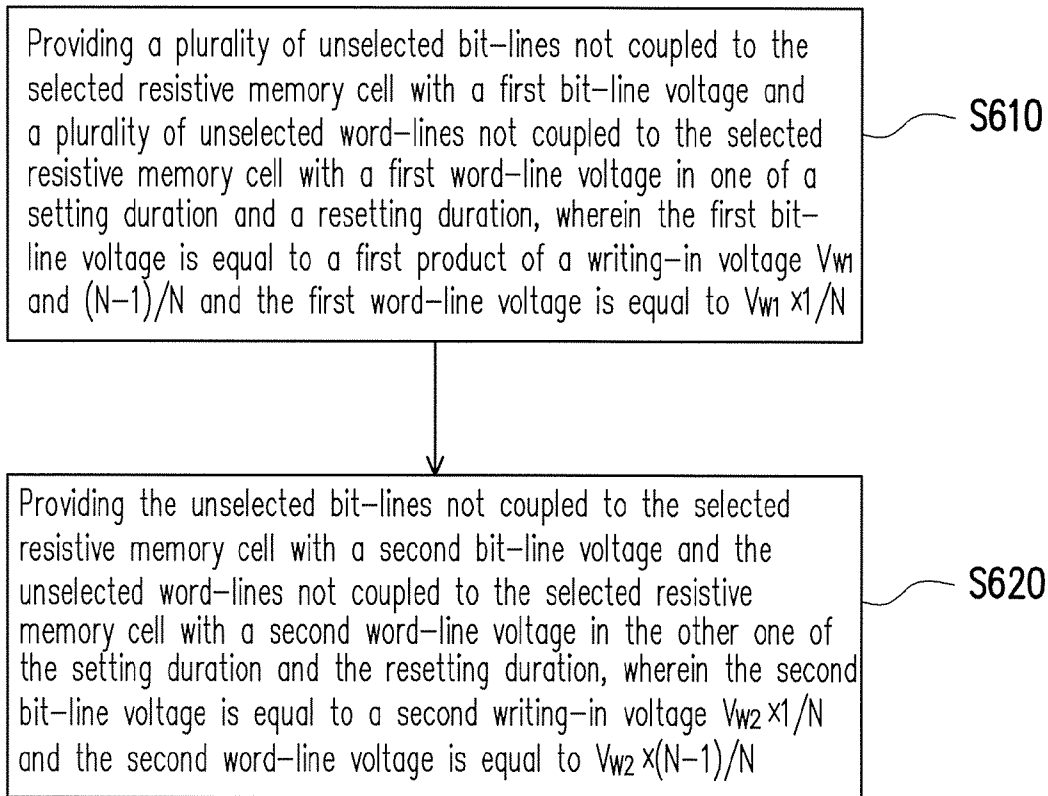 Providing a plurality of unselected bit-lines not coupled to the
selected resistive memory cell with a first bit-line voltage and
a plurality of unselected word-lines not coupled to the selected
resistive memory cell with a first word-line voltage in one of a
setting duration and a resetting duration, wherein the first bit-
line voltage is equal to a first product of a writing-in voltage VW1
and (N-1)/N and the first word-line voltage is equal to VW1 ×1/N
S610
Providing the unselected bit-lines not coupled to the selected
resistive memory cell with a second bit-line voltage and the
unselected word-lines not coupled to the selected resistive
memory cell with a second word-line voltage in the other one of
the setting duration and the resetting duration, wherein the second
bit-line voltage is equal to a second writing-in voltage VW2 ×1/N
and the second word-line voltage is equal to VW2 ×(N-1)/N
S620